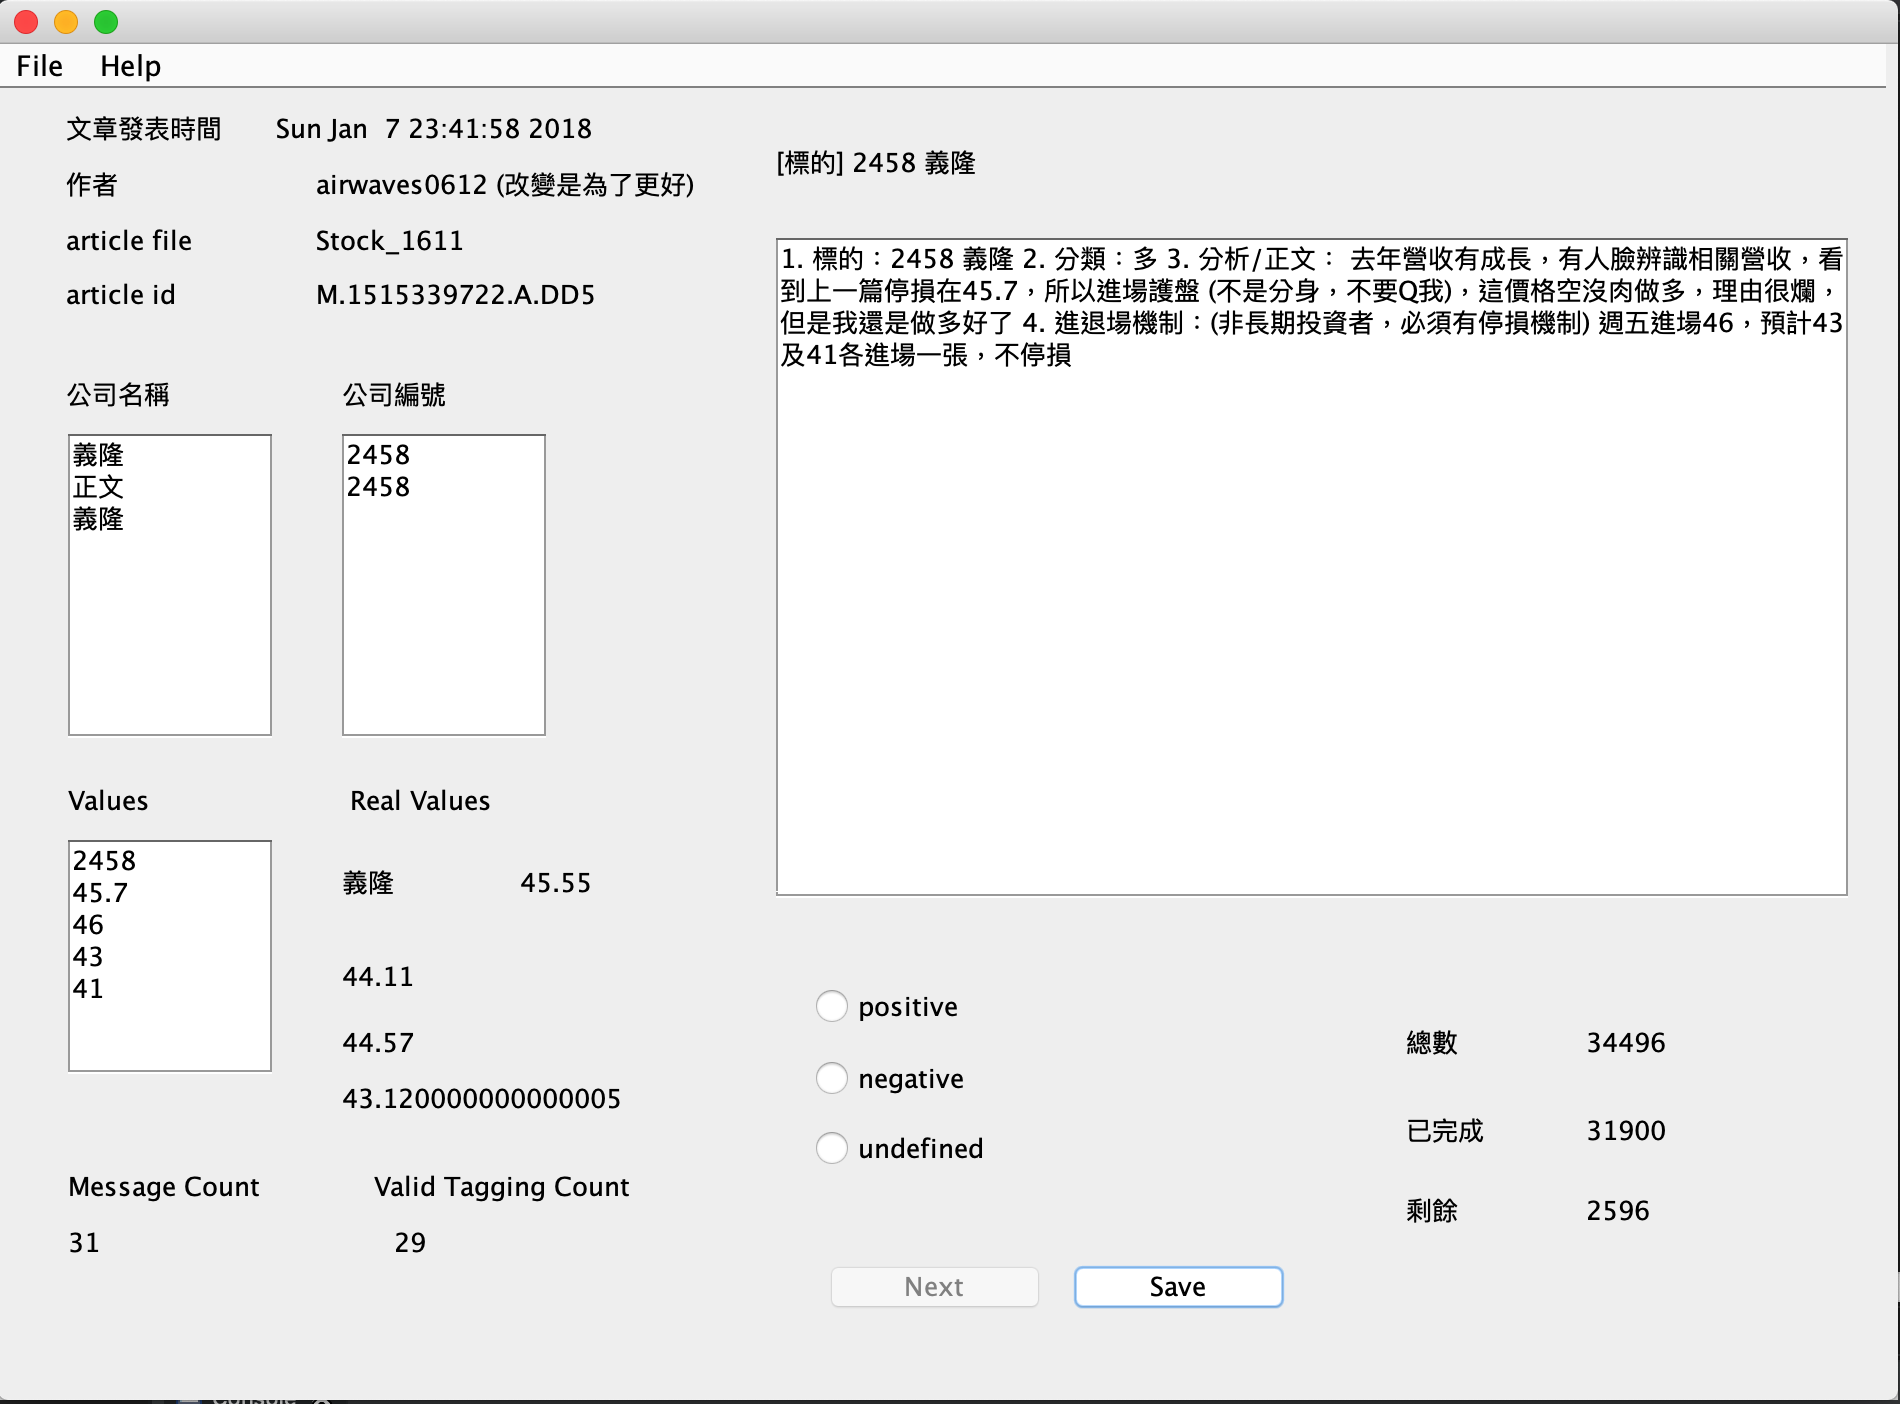 File Help
文章發表時間 Sun Jan  7 23:41:58 2018
作者 airwaves0612 (改變是為了更好)
article file Stock_1611
article id M.1515339722.A.DD5
公司名稱 公司編號
義隆
正文
義隆
2458
2458
Values Real Values
2458
45.7
46
43
41
義隆 45.55
44.11
44.57
43.120000000000005
Message Count Valid Tagging Count
31 29
[標的] 2458 義隆
1. 標的：2458 義隆 2. 分類：多 3. 分析/正文： 去年營收有成長，有人臉辨識相關營收，看
到上一篇停損在45.7，所以進場護盤 (不是分身，不要Q我)，這價格空沒肉做多，理由很爛，
但是我還是做多好了 4. 進退場機制：(非長期投資者，必須有停損機制) 週五進場46，預計43
及41各進場一張，不停損
positive
negative
undefined
總數 34496
已完成 31900
剩餘 2596
Next Save